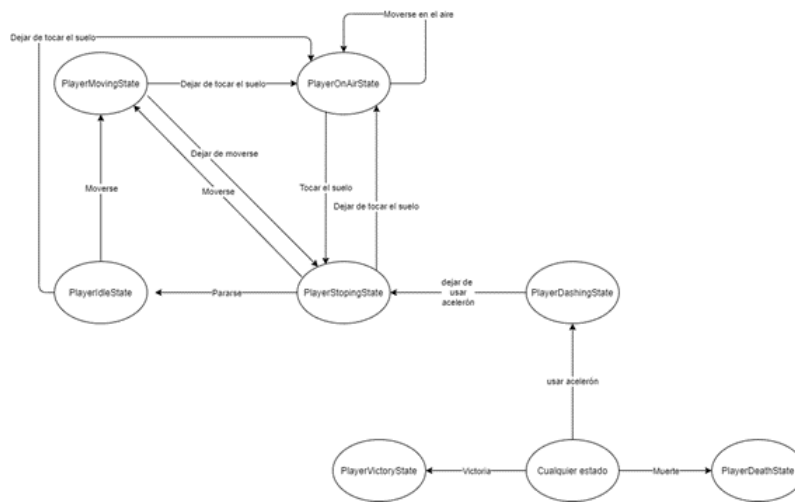 Moverse en el aire
Dejar de tocar el suelo
PlayerMovingState
Dejar de tocar el suelo
PlayerOnAirState
Dejar de moverse
Moverse
Moverse
Tocar el suelo
Dejar de tocar el suelo
PlayerIdleState
Pararse
PlayerStopingState
dejar de
usar
acelerón
PlayerDashingState
usar acelerón
PlayerVictoryState
Victoria
Cualquier estado
Muerte
PlayerDeathState